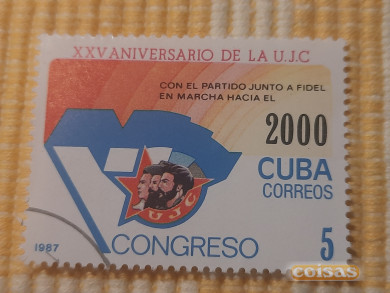 XXV ANIVERSARIO DE LA U.J.C
CON EL PARTIDO JUNTO A FIDEL
EN MARCHA HACIA EL
2000
CUBA
CORREOS
UJC
CONGRESO
1987
5
coisas